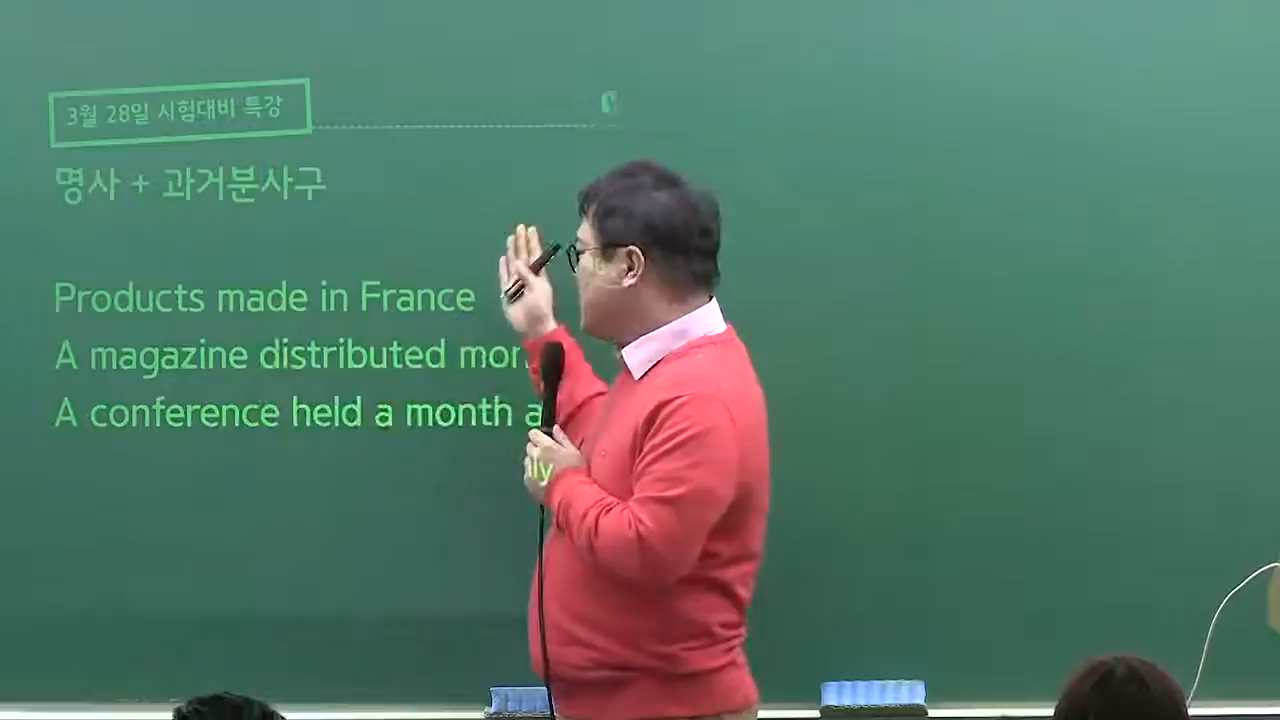 3월 28일 시험대비 특강
명사 + 과거분사구
Products made in France
A magazine distributed
A conference held a month